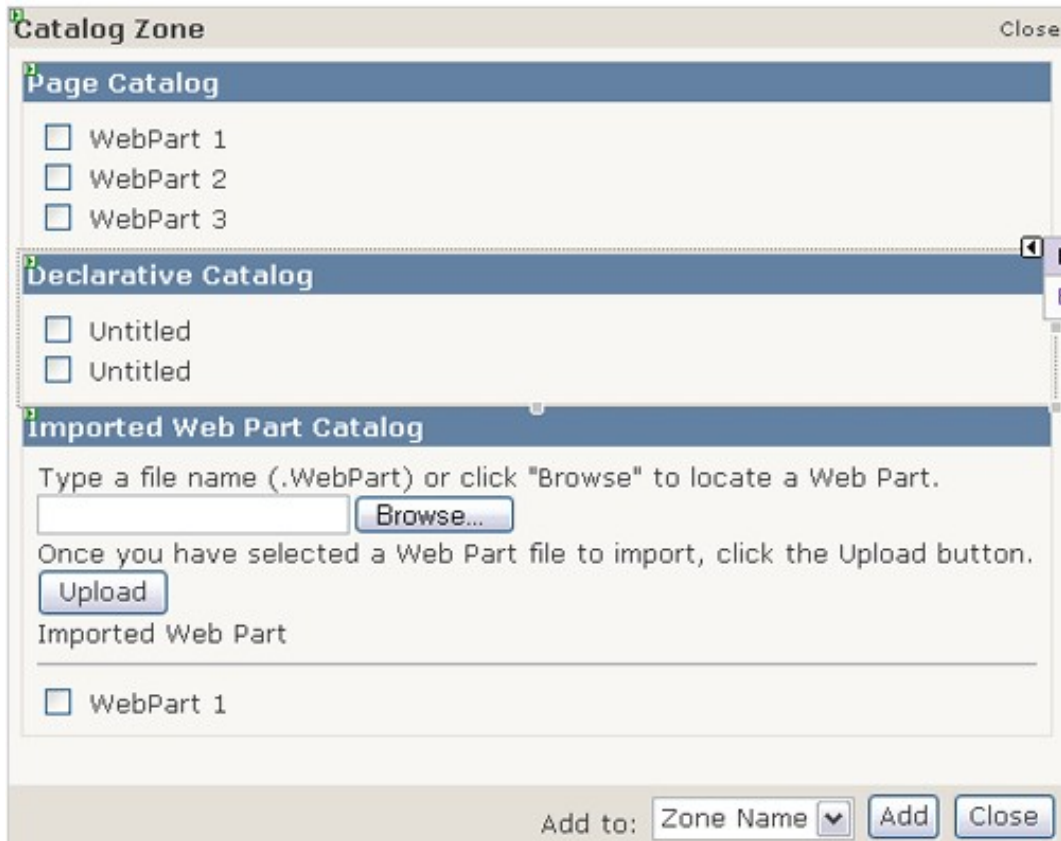 Catalog Zone Close
Page Catalog
WebPart 1
WebPart 2
WebPart 3
Declarative Catalog
Untitled
Untitled
Imported Web Part Catalog
Type a file name (.WebPart) or click "Browse" to locate a Web Part.
Browse...
Once you have selected a Web Part file to import, click the Upload button.
Upload
Imported Web Part
WebPart 1
Add to: Zone Name Add Close